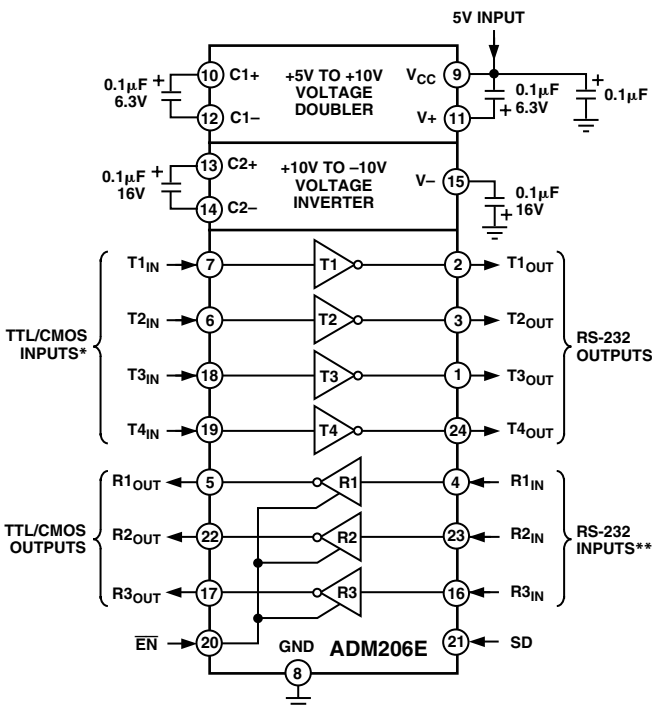 5V INPUT
0.1μF + 6.3V
10 C1+
12 C1–
+5V TO +10V
VOLTAGE
DOUBLER
VCC 9
V+ 11
0.1μF
6.3V
+
+
0.1μF
0.1μF + 16V
13 C2+
14 C2–
+10V TO –10V
VOLTAGE
INVERTER
V– 15
0.1μF
+ 16V
TTL/CMOS
INPUTS*
T1IN 7 T1 2 T1OUT
T2IN 6 T2 3 T2OUT
T3IN 18 T3 1 T3OUT
T4IN 19 T4 24 T4OUT
RS-232
OUTPUTS
TTL/CMOS
OUTPUTS
R1OUT 5 R1 4 R1IN
R2OUT 22 R2 23 R2IN
R3OUT 17 R3 16 R3IN
RS-232
INPUTS**
EN 20
GND
8
ADM206E
21 SD